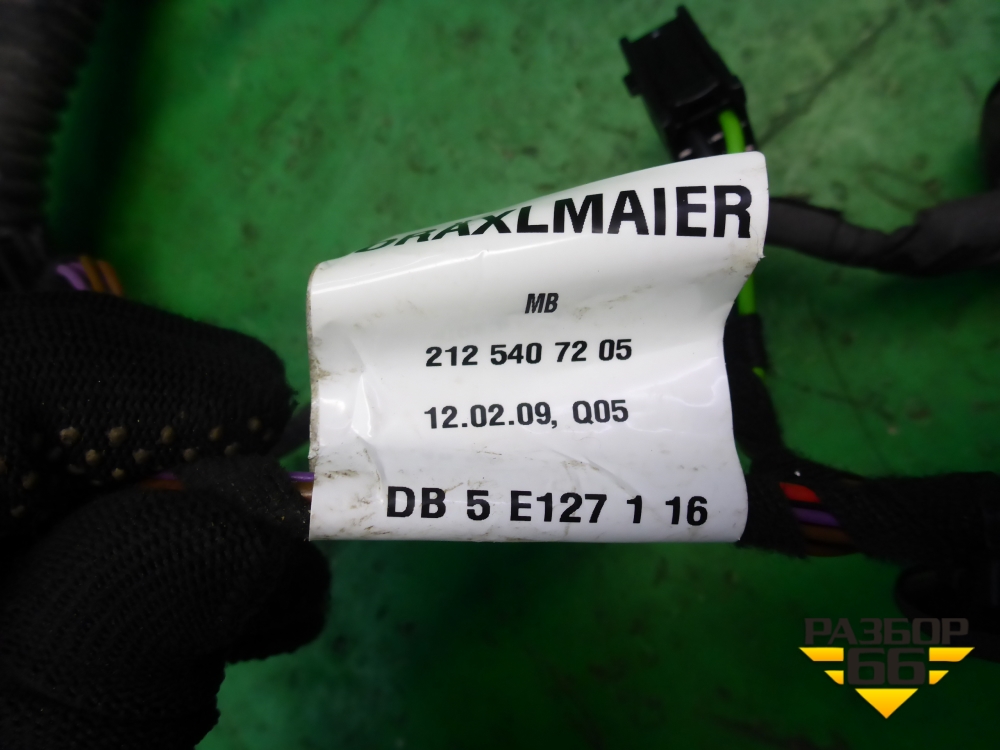 DRAXLMAIER
MB
212 540 72 05
12.02.09, Q05
DB 5 E127 1 16
РАЗБОР
66